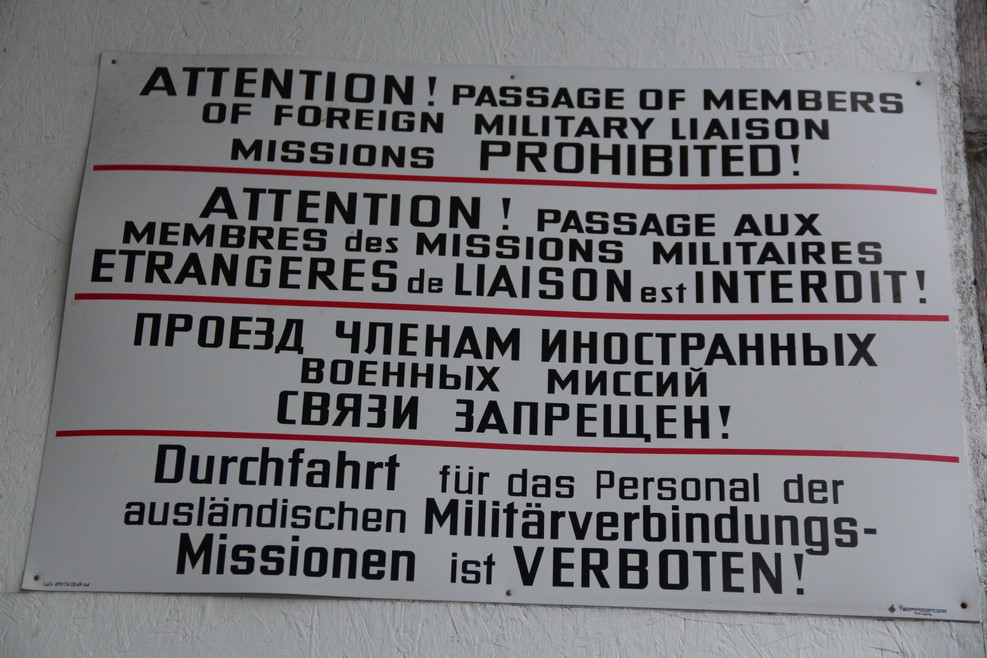 ATTENTION! PASSAGE OF MEMBERS
OF FOREIGN MILITARY LIAISON
MISSIONS PROHIBITED!
ATTENTION! PASSAGE AUX
MEMBRES des MISSIONS MILITAIRES
ETRANGERES de LIAISON est INTERDIT!
ПРОЕЗД ЧЛЕНАМ ИНОСТРАННЫХ
ВОЕННЫХ МИССИЙ
СВЯЗИ ЗАПРЕЩЕН!
Durchfahrt für das Personal der
ausländischen Militärverbindungs-
Missionen ist VERBOTEN!